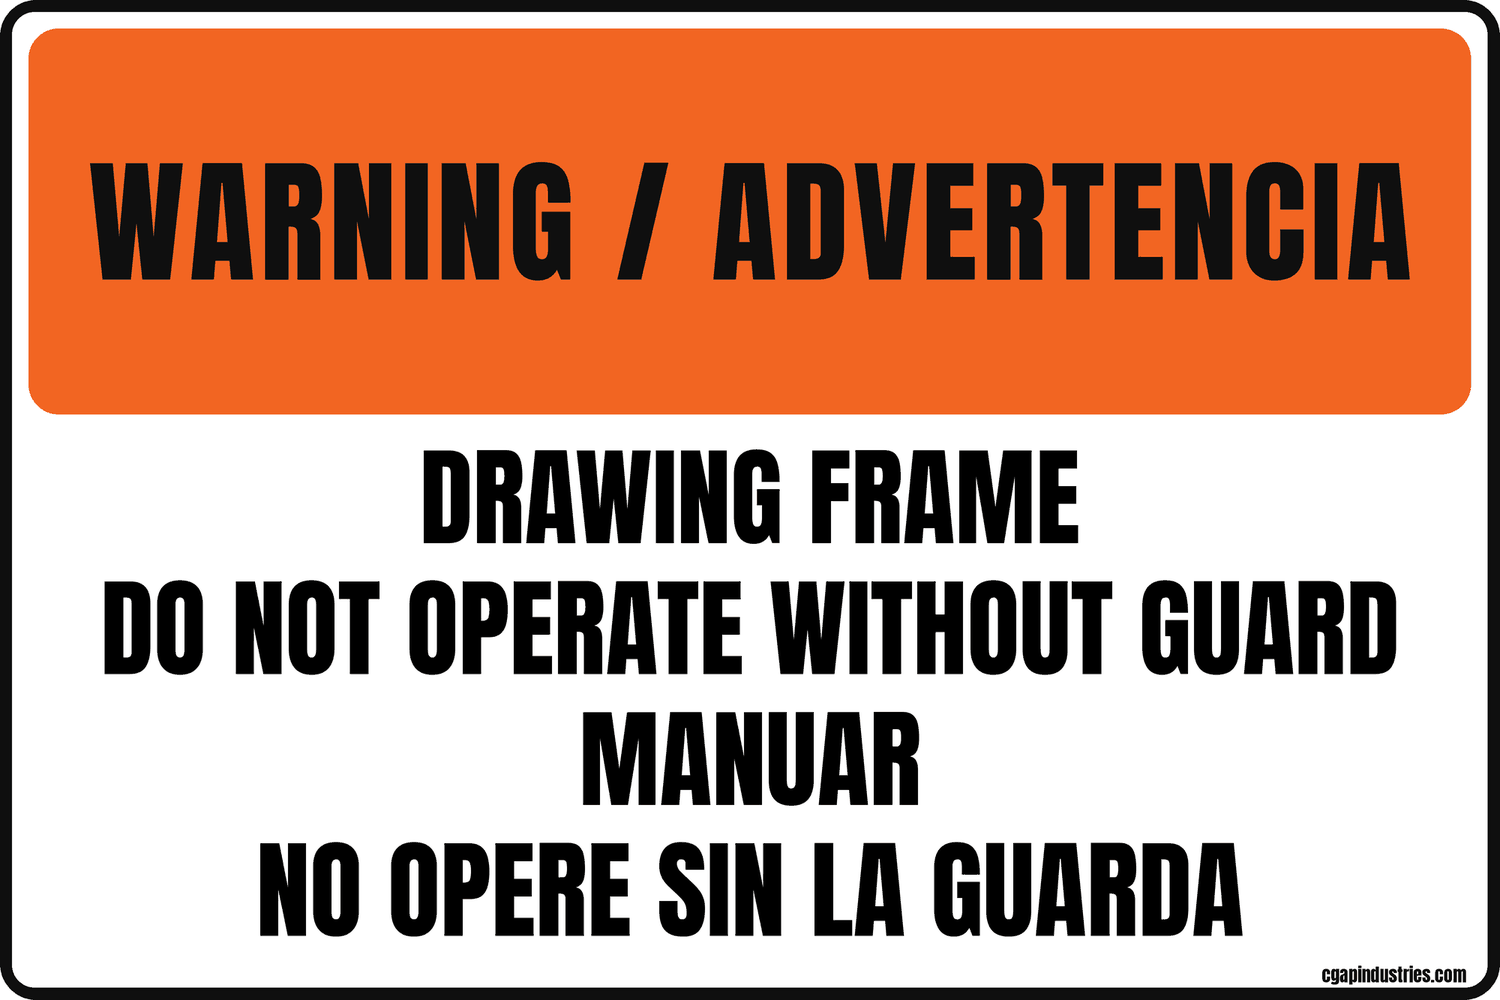 WARNING / ADVERTENCIA
DRAWING FRAME
DO NOT OPERATE WITHOUT GUARD
MANUAR
NO OPERE SIN LA GUARDA
cgapindustries.com